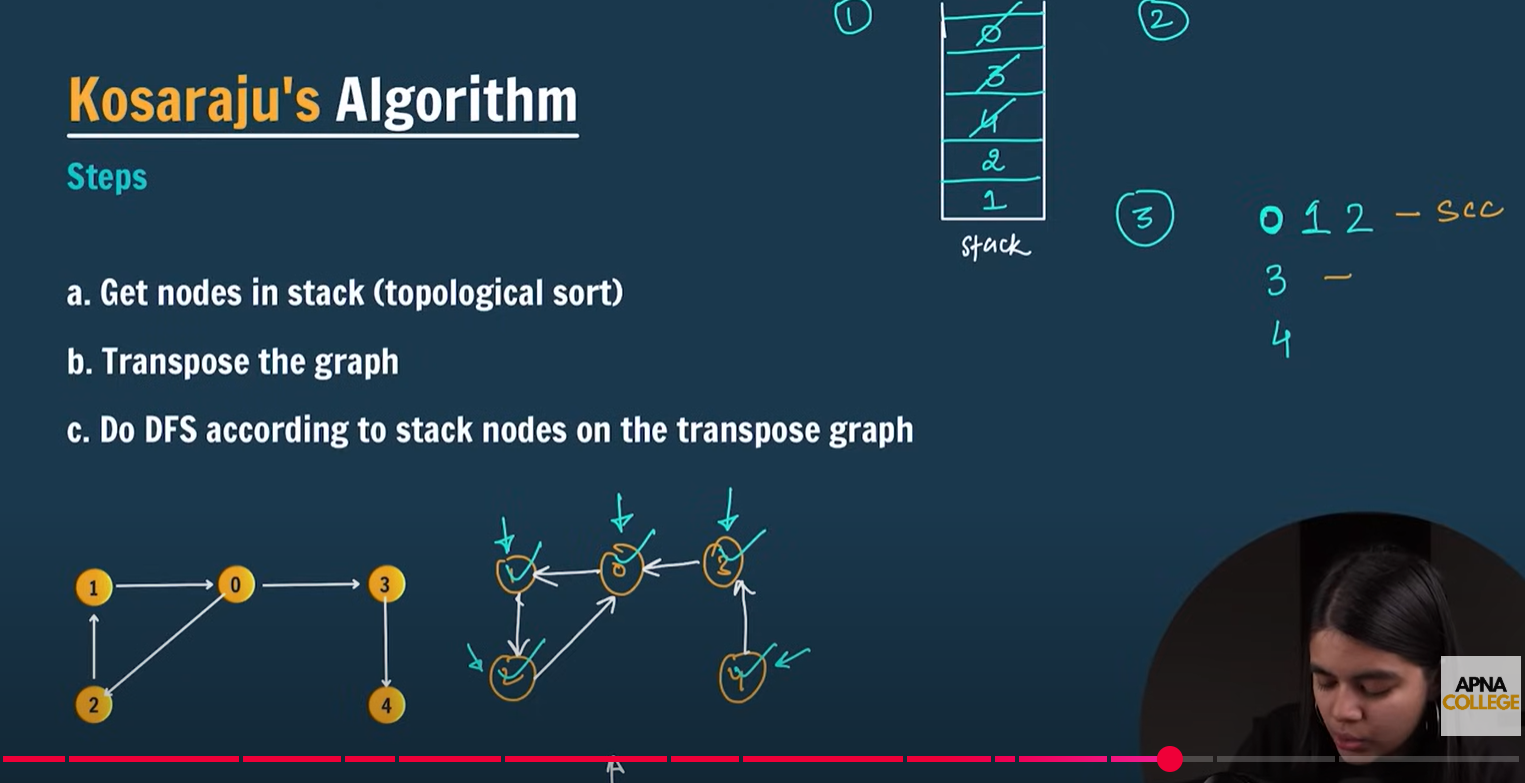 1
2
0
3
4
2
1
stack
Kosaraju's Algorithm
Steps
3
0 1 2 - SCC
3 -
4
a. Get nodes in stack (topological sort)
b. Transpose the graph
c. Do DFS according to stack nodes on the transpose graph
1 0 3
2 4
1 0 3
2 4
APNA
COLLEGE